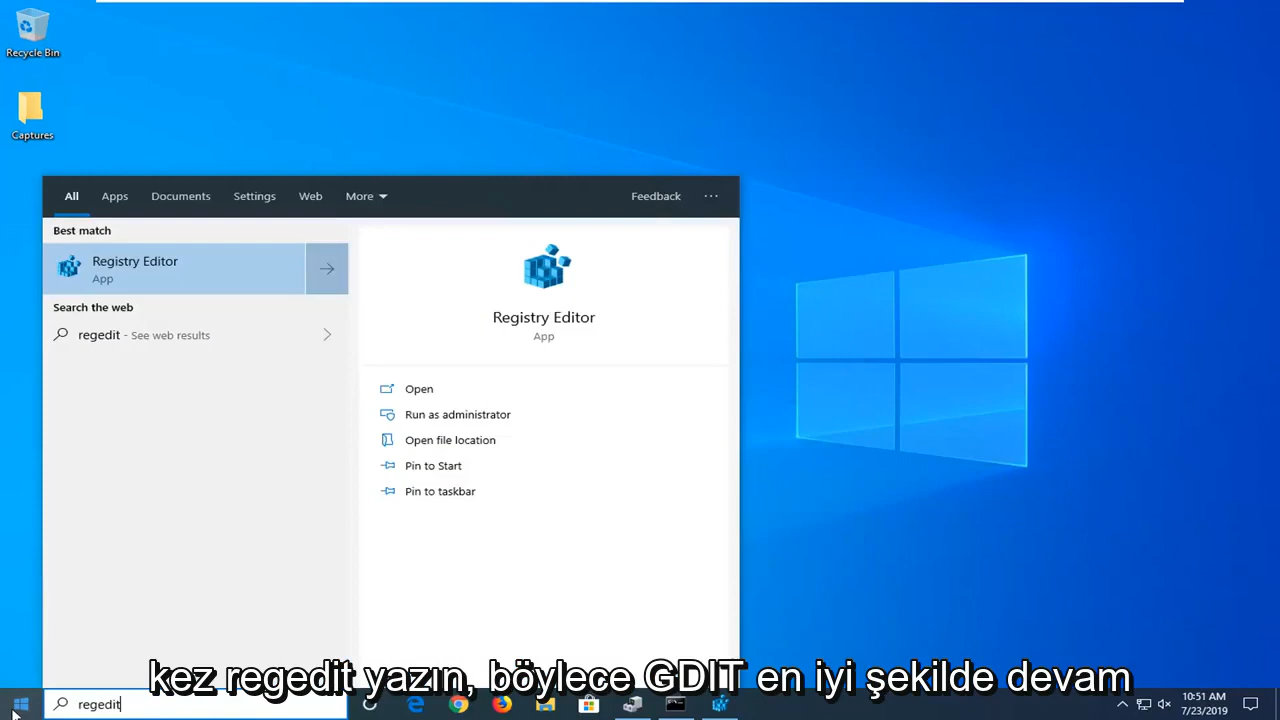 Recycle Bin
Captures
All Apps Documents Settings Web More Feedback ...
Best match
Registry Editor
App
Search the web
regedit - See web results
Registry Editor
App
Open
Run as administrator
Open file location
Pin to Start
Pin to taskbar
kez regedit yazın, böylece GDIT en iyi şekilde devam
regedit
10:51 AM
7/23/2019